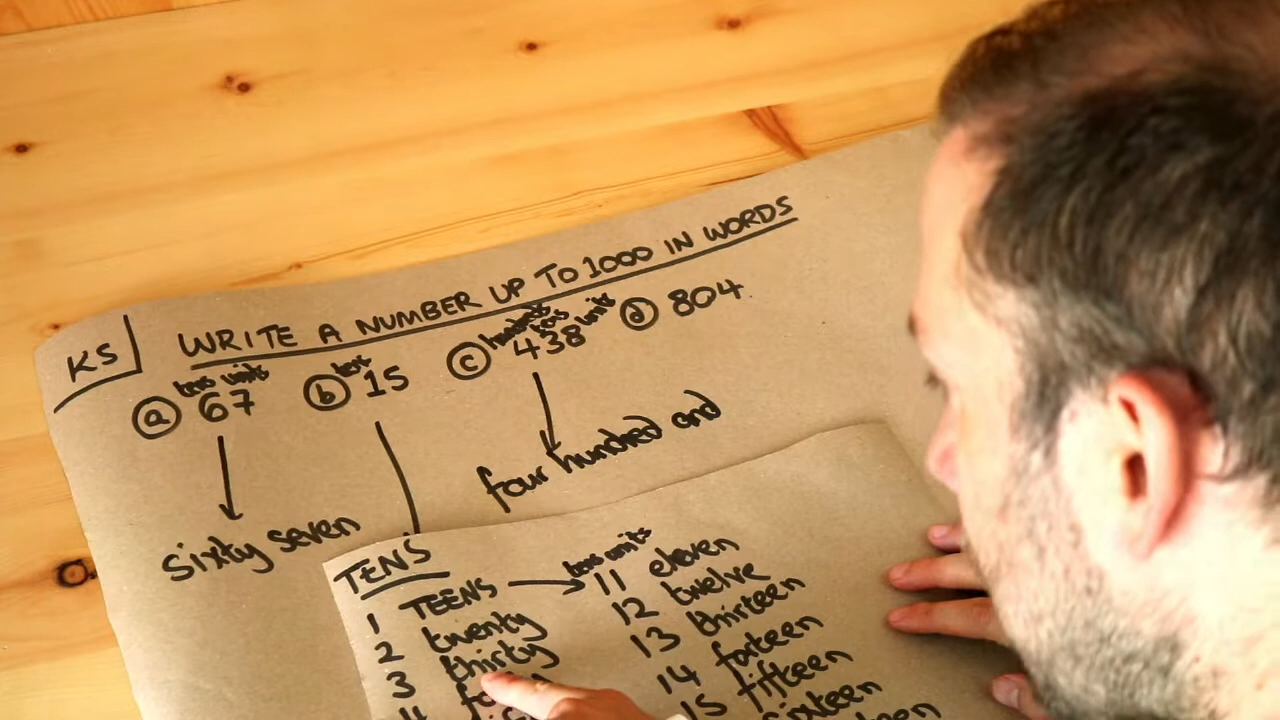 KS WRITE A NUMBER UP TO 1000 IN WORDS
hundreds tens units
tens units tens
a 67 b 15 c 438 d 804
four hundred and
sixty seven
TENS
tens units
1 TEENS 11 eleven
2 twenty 12 twelve
3 thirty 13 thirteen
4 14 forteen
15 fifteen
sixteen